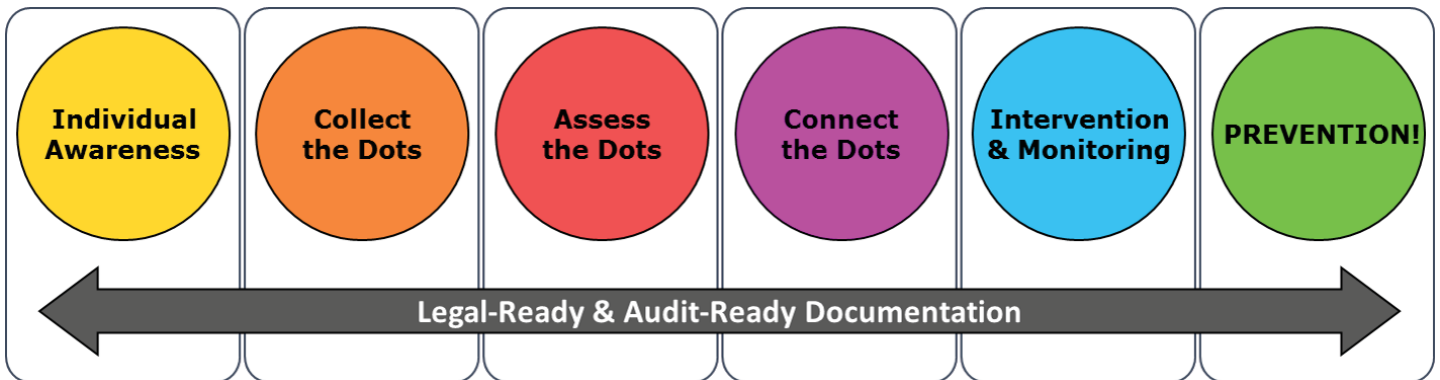 Individual
Awareness
Collect
the Dots
Assess
the Dots
Connect
the Dots
Intervention
& Monitoring
PREVENTION!
Legal-Ready & Audit-Ready Documentation